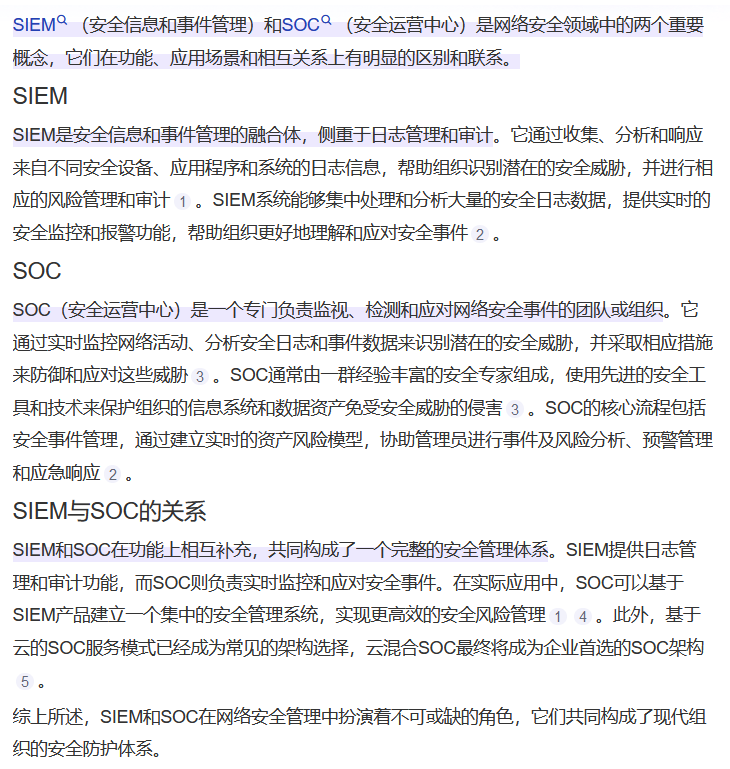 SIEM（安全信息和事件管理）和SOC（安全运营中心）是网络安全领域中的两个重要
概念，它们在功能、应用场景和相互关系上有明显的区别和联系。
SIEM
SIEM是安全信息和事件管理的融合体，侧重于日志管理和审计。它通过收集、分析和响应
来自不同安全设备、应用程序和系统的日志信息，帮助组织识别潜在的安全威胁，并进行相
应的风险管理和审计 1 。SIEM系统能够集中处理和分析大量的安全日志数据，提供实时的
安全监控和报警功能，帮助组织更好地理解和应对安全事件 2 。
SOC
SOC（安全运营中心）是一个专门负责监视、检测和应对网络安全事件的团队或组织。它
通过实时监控网络活动、分析安全日志和事件数据来识别潜在的安全威胁，并采取相应措施
来防御和应对这些威胁 3 。SOC通常由一群经验丰富的安全专家组成，使用先进的安全工
具和技术来保护组织的信息系统和数据资产免受安全威胁的侵害 3 。SOC的核心流程包括
安全事件管理，通过建立实时的资产风险模型，协助管理员进行事件及风险分析、预警管理
和应急响应 2 。
SIEM与SOC的关系
SIEM和SOC在功能上相互补充，共同构成了一个完整的安全管理体系。SIEM提供日志管
理和审计功能，而SOC则负责实时监控和应对安全事件。在实际应用中，SOC可以基于
SIEM产品建立一个集中的安全管理系统，实现更高效的安全风险管理 1 4 。此外，基于
云的SOC服务模式已经成为常见的架构选择，云混合SOC最终将成为企业首选的SOC架构
5 。
综上所述，SIEM和SOC在网络安全管理中扮演着不可或缺的角色，它们共同构成了现代组
织的安全防护体系。